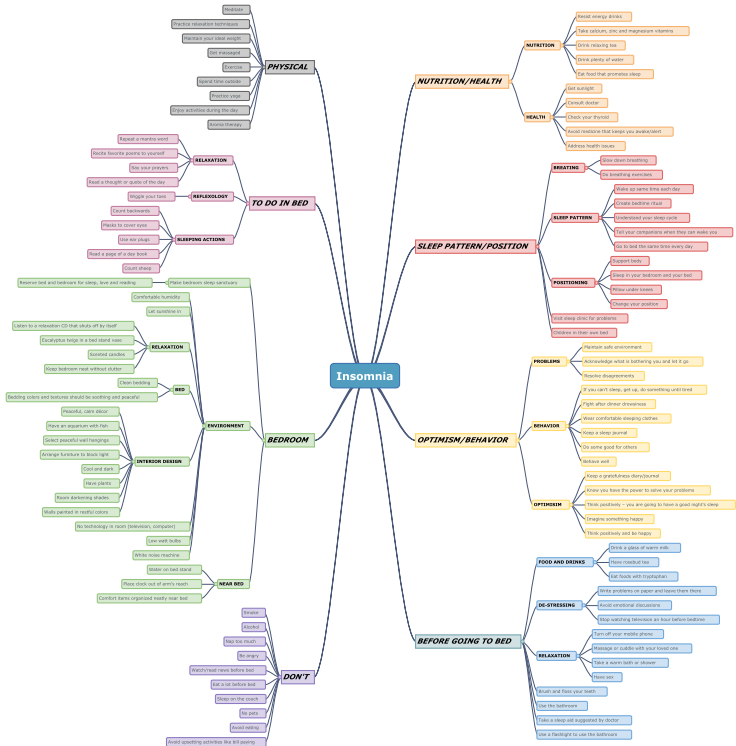 Insomnia
PHYSICAL
Meditate
Practice relaxation techniques
Maintain your ideal weight
Get massaged
Exercise
Spend time outside
Practice yoga
Enjoy activities during the day
Aroma therapy
TO DO IN BED
RELAXATION
Repeat a mantra word
Recite favorite poems to yourself
Say your prayers
Read a thought or quote of the day
REFLEXOLOGY
Wiggle your toes
SLEEPING ACTIONS
Count backwards
Masks to cover eyes
Use ear plugs
Read a page of a day book
Count sheep
BEDROOM
Make bedroom sleep sanctuary
Reserve bed and bedroom for sleep, love and reading
ENVIRONMENT
Comfortable humidity
Let sunshine in
RELAXATION
Listen to a relaxation CD that shuts off by itself
Eucalyptus twigs in a bed stand vase
Scented candles
Keep bedroom neat without clutter
BED
Clean bedding
Bedding colors and textures should be soothing and peaceful
INTERIOR DESIGN
Peaceful, calm décor
Have an aquarium with fish
Select peaceful wall hangings
Arrange furniture to block light
Cool and dark
Have plants
Room darkening shades
Walls painted in restful colors
No technology in room (television, computer)
Low watt bulbs
White noise machine
NEAR BED
Water on bed stand
Place clock out of arm's reach
Comfort items organized neatly near bed
DON'T
Smoke
Alcohol
Nap too much
Be angry
Watch/read news before bed
Eat a lot before bed
Sleep on the couch
No pets
Avoid eating
Avoid upsetting activities like bill paying
NUTRITION/HEALTH
NUTRITION
Resist energy drinks
Take calcium, zinc and magnesium vitamins
Drink relaxing tea
Drink plenty of water
Eat food that promotes sleep
HEALTH
Get sunlight
Consult doctor
Check your thyroid
Avoid medicine that keeps you awake/alert
Address health issues
SLEEP PATTERN/POSITION
BREATING
Slow down breathing
Do breathing exercises
SLEEP PATTERN
Wake up same time each day
Create bedtime ritual
Understand your sleep cycle
Tell your companions when they can wake you
Go to bed the same time every day
POSITIONING
Support body
Sleep in your bedroom and your bed
Pillow under knees
Change your position
Visit sleep clinic for problems
Children in their own bed
OPTIMISM/BEHAVIOR
PROBLEMS
Maintain safe environment
Acknowledge what is bothering you and let it go
Resolve disagreements
BEHAVIOR
If you can't sleep, get up, do something until tired
Fight after dinner drowsiness
Wear comfortable sleeping clothes
Keep a sleep journal
Do some good for others
Behave well
OPTIMISIM
Keep a gratefulness diary/journal
Know you have the power to solve your problems
Think positively -- you are going to have a good night's sleep
Imagine something happy
Think positively and be happy
BEFORE GOING TO BED
FOOD AND DRINKS
Drink a glass of warm milk
Have rosebud tea
Eat foods with tryptophan
DE-STRESSING
Write problems on paper and leave them there
Avoid emotional discussions
Stop watching television an hour before bedtime
RELAXATION
Turn off your mobile phone
Massage or cuddle with your loved one
Take a warm bath or shower
Have sex
Brush and floss your teeth
Use the bathroom
Take a sleep aid suggested by doctor
Use a flashlight to use the bathroom